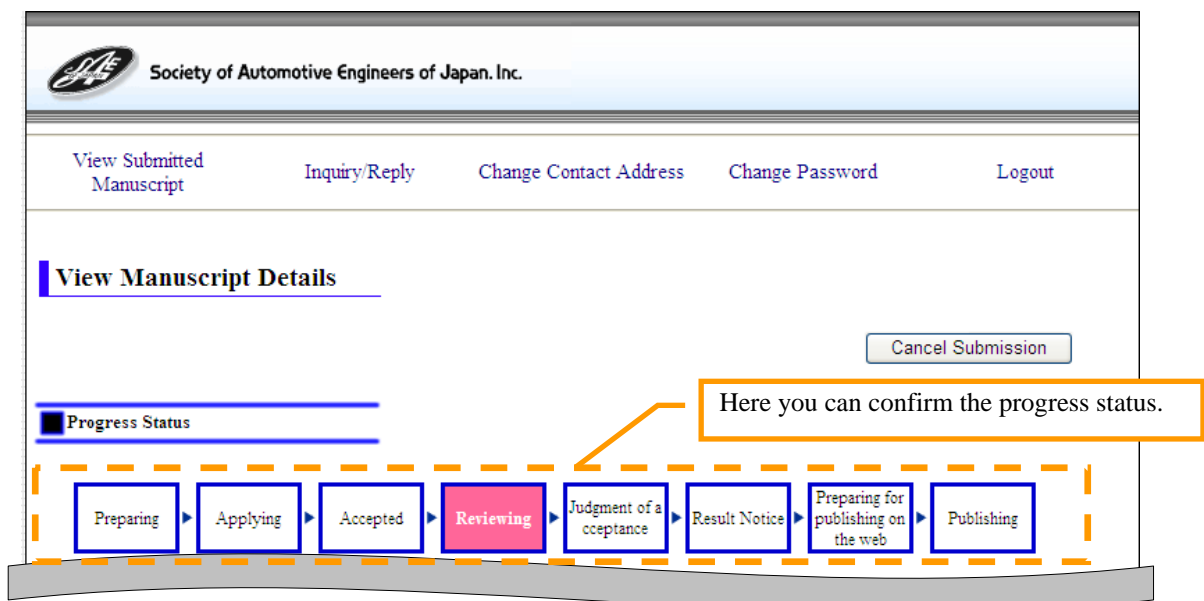 Society of Automotive Engineers of Japan. Inc.
View Submitted
Manuscript
Inquiry/Reply
Change Contact Address
Change Password
Logout
View Manuscript Details
Cancel Submission
Here you can confirm the progress status.
Progress Status
Preparing
Applying
Accepted
Reviewing
Judgment of a
cceptance
Result Notice
Preparing for
publishing on
the web
Publishing